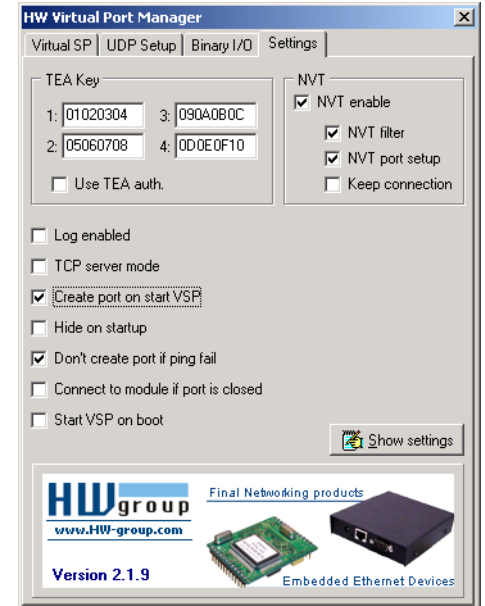 HW Virtual Port Manager
Virtual SP UDP Setup Binary I/O Settings
TEA Key
1: 01020304 3: 090A0B0C
2: 05060708 4: 0D0E0F10
Use TEA auth.
NVT
NVT enable
NVT filter
NVT port setup
Keep connection
Log enabled
TCP server mode
Create port on start VSP
Hide on startup
Don't create port if ping fail
Connect to module if port is closed
Start VSP on boot
Show settings
HW group
www.HW-group.com
Version 2.1.9
Final Networking products
Embedded Ethernet Devices